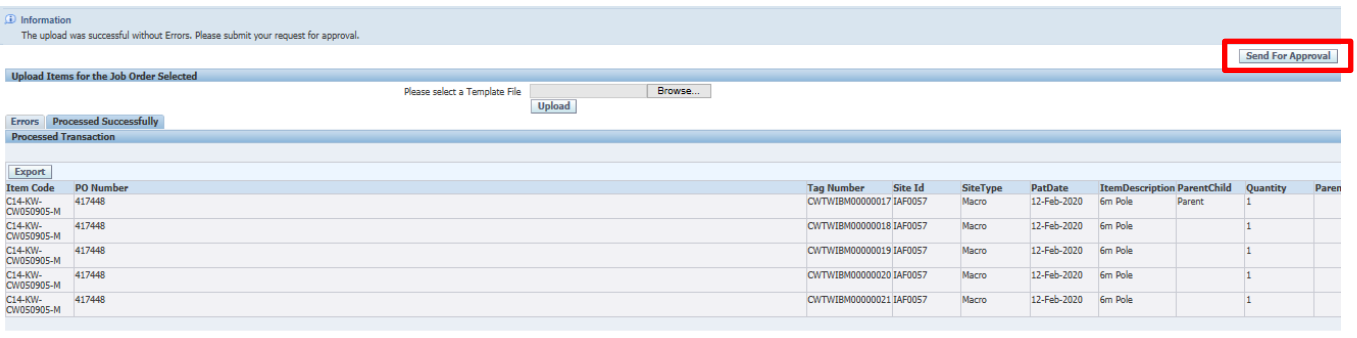 Information
The upload was successful without Errors. Please submit your request for approval.
Send For Approval
Upload Items for the Job Order Selected
Please select a Template File Browse...
Upload
Errors Processed Successfully
Processed Transaction
Export
Item Code PO Number Tag Number Site Id SiteType PatDate ItemDescription ParentChild Quantity Paren
C14-KW-
CW050905-M 417448 CWTWIBM00000017 IAF0057 Macro 12-Feb-2020 6m Pole Parent 1
C14-KW-
CW050905-M 417448 CWTWIBM00000018 IAF0057 Macro 12-Feb-2020 6m Pole 1
C14-KW-
CW050905-M 417448 CWTWIBM00000019 IAF0057 Macro 12-Feb-2020 6m Pole 1
C14-KW-
CW050905-M 417448 CWTWIBM00000020 IAF0057 Macro 12-Feb-2020 6m Pole 1
C14-KW-
CW050905-M 417448 CWTWIBM00000021 IAF0057 Macro 12-Feb-2020 6m Pole 1